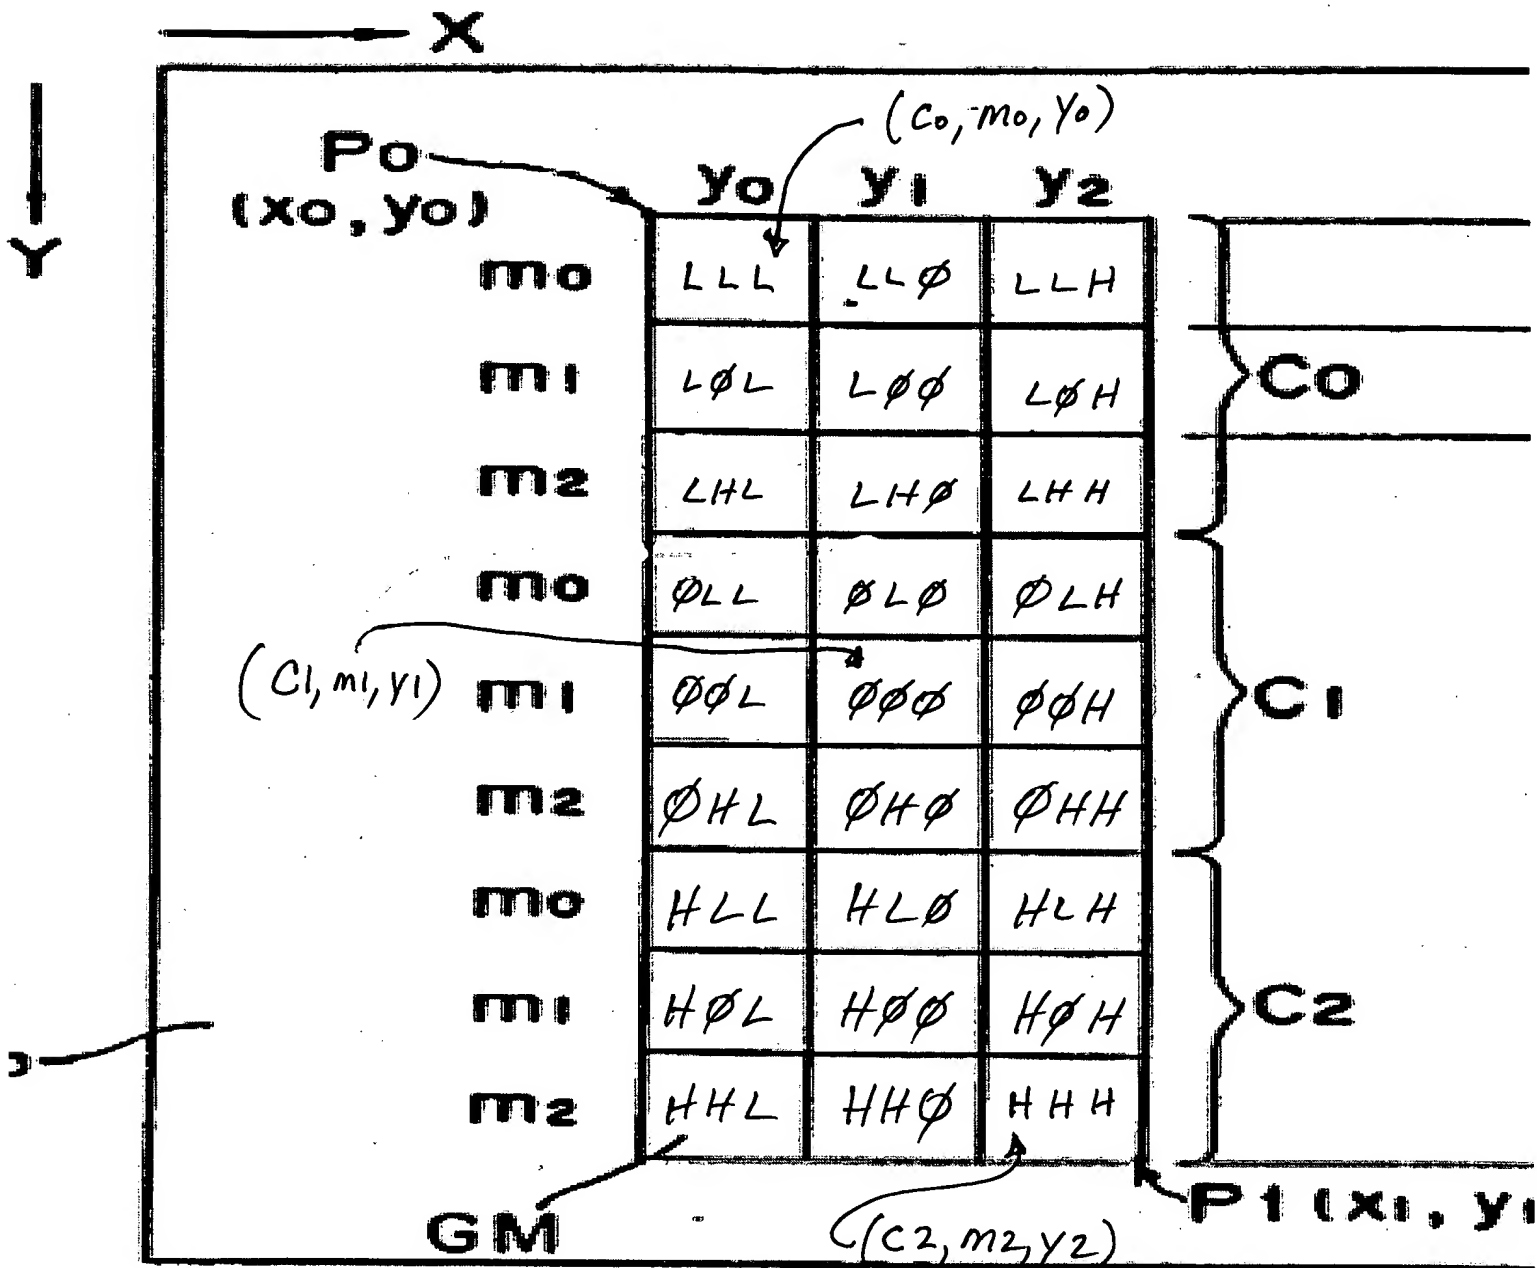 X
Y
(Co, mo, Yo)
Po
(xo, yo)
yo y1 y2
mo LLL LLØ LLH
m1 LØL LØØ LØH
Co
m2 LHL LHØ LHH
mo ØLL ØLØ ØLH
(C1, m1, Y1)
m1 ØØL ØØØ ØØH
C1
m2 ØHL ØHØ ØHH
mo HLL HLØ HLH
m1 HØL HØØ HØH
C2
m2 HHL HHØ HHH
GM
(C2, m2, Y2)
P1 (x1, y1